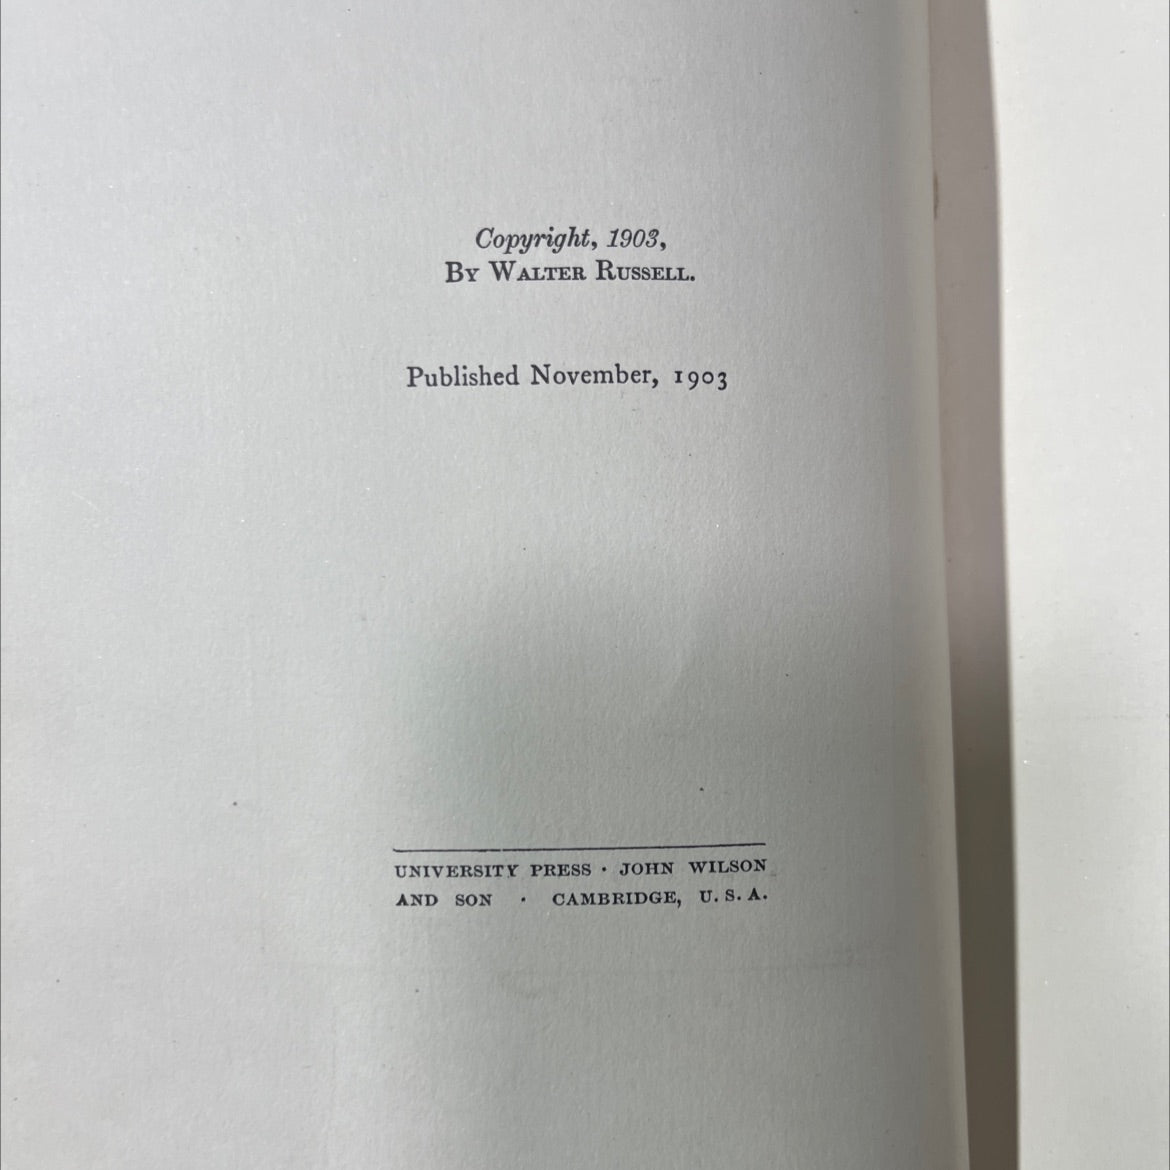 Copyright, 1903,
By Walter Russell.
Published November, 1903
UNIVERSITY PRESS · JOHN WILSON
AND SON · CAMBRIDGE, U. S. A.